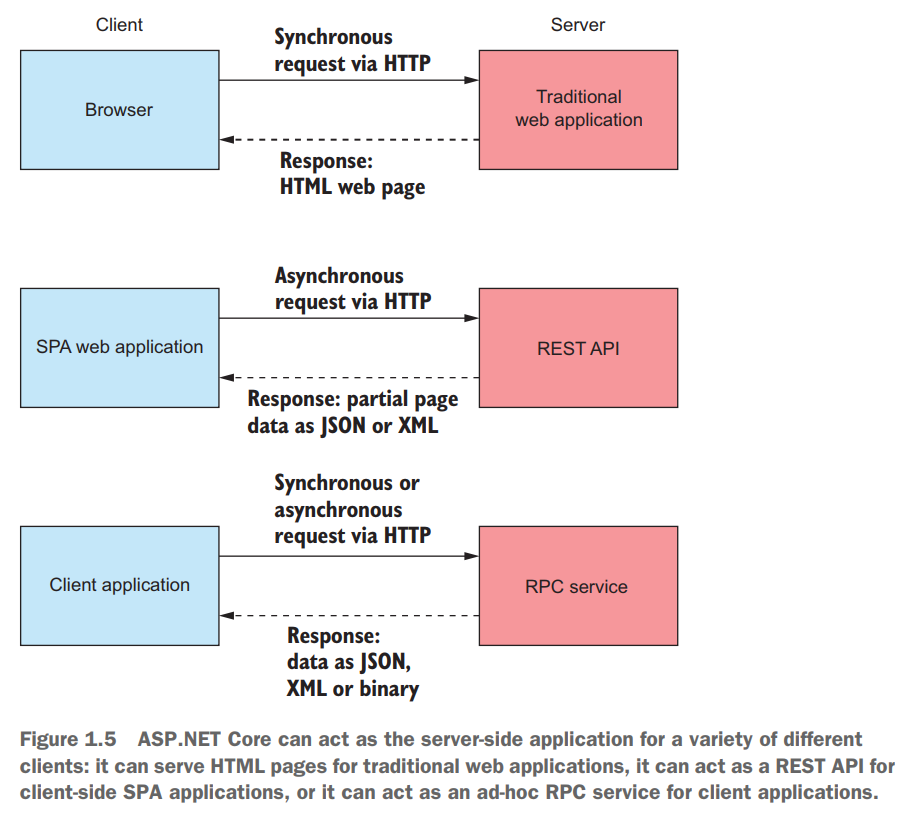 Client
Server
Synchronous
request via HTTP
Browser
Traditional
web application
Response:
HTML web page
Asynchronous
request via HTTP
SPA web application
REST API
Response: partial page
data as JSON or XML
Synchronous or
asynchronous
request via HTTP
Client application
RPC service
Response:
data as JSON,
XML or binary
Figure 1.5 ASP.NET Core can act as the server-side application for a variety of different
clients: it can serve HTML pages for traditional web applications, it can act as a REST API for
client-side SPA applications, or it can act as an ad-hoc RPC service for client applications.